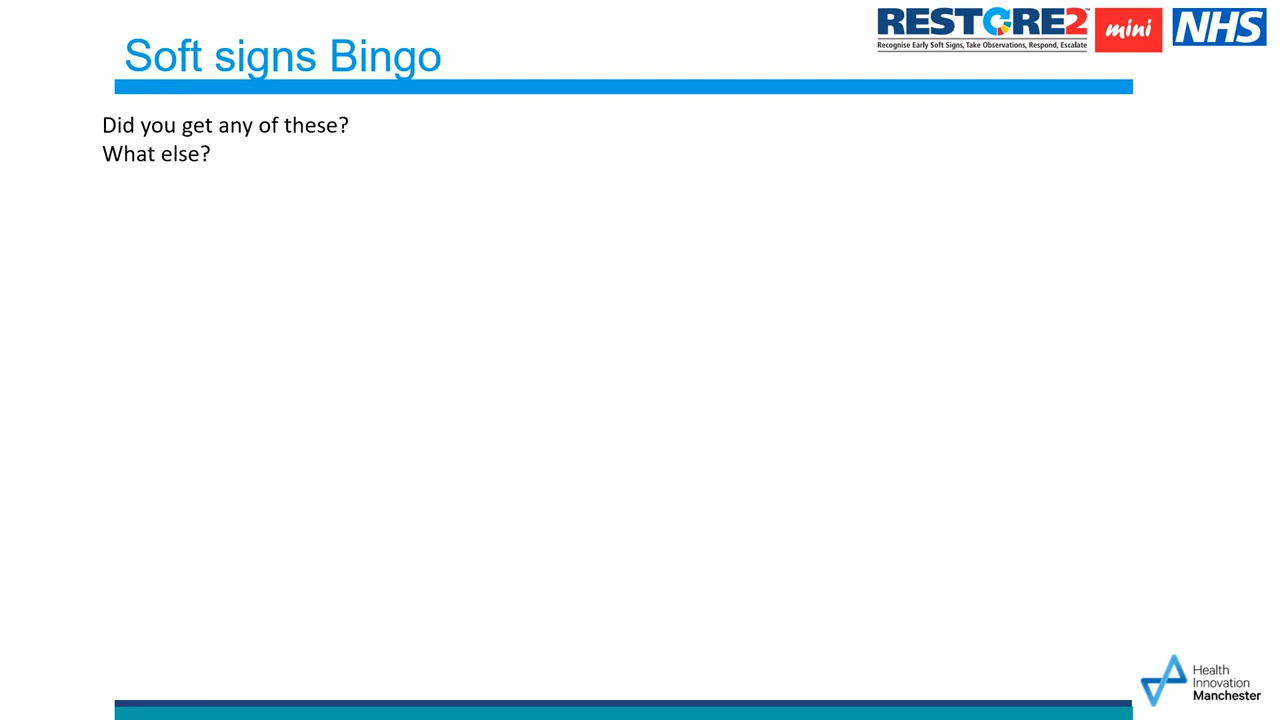 Soft signs Bingo
RESTORE2™
Recognise Early Soft Signs, Take Observations, Respond, Escalate
mini
NHS
Did you get any of these?
What else?
Health
Innovation
Manchester